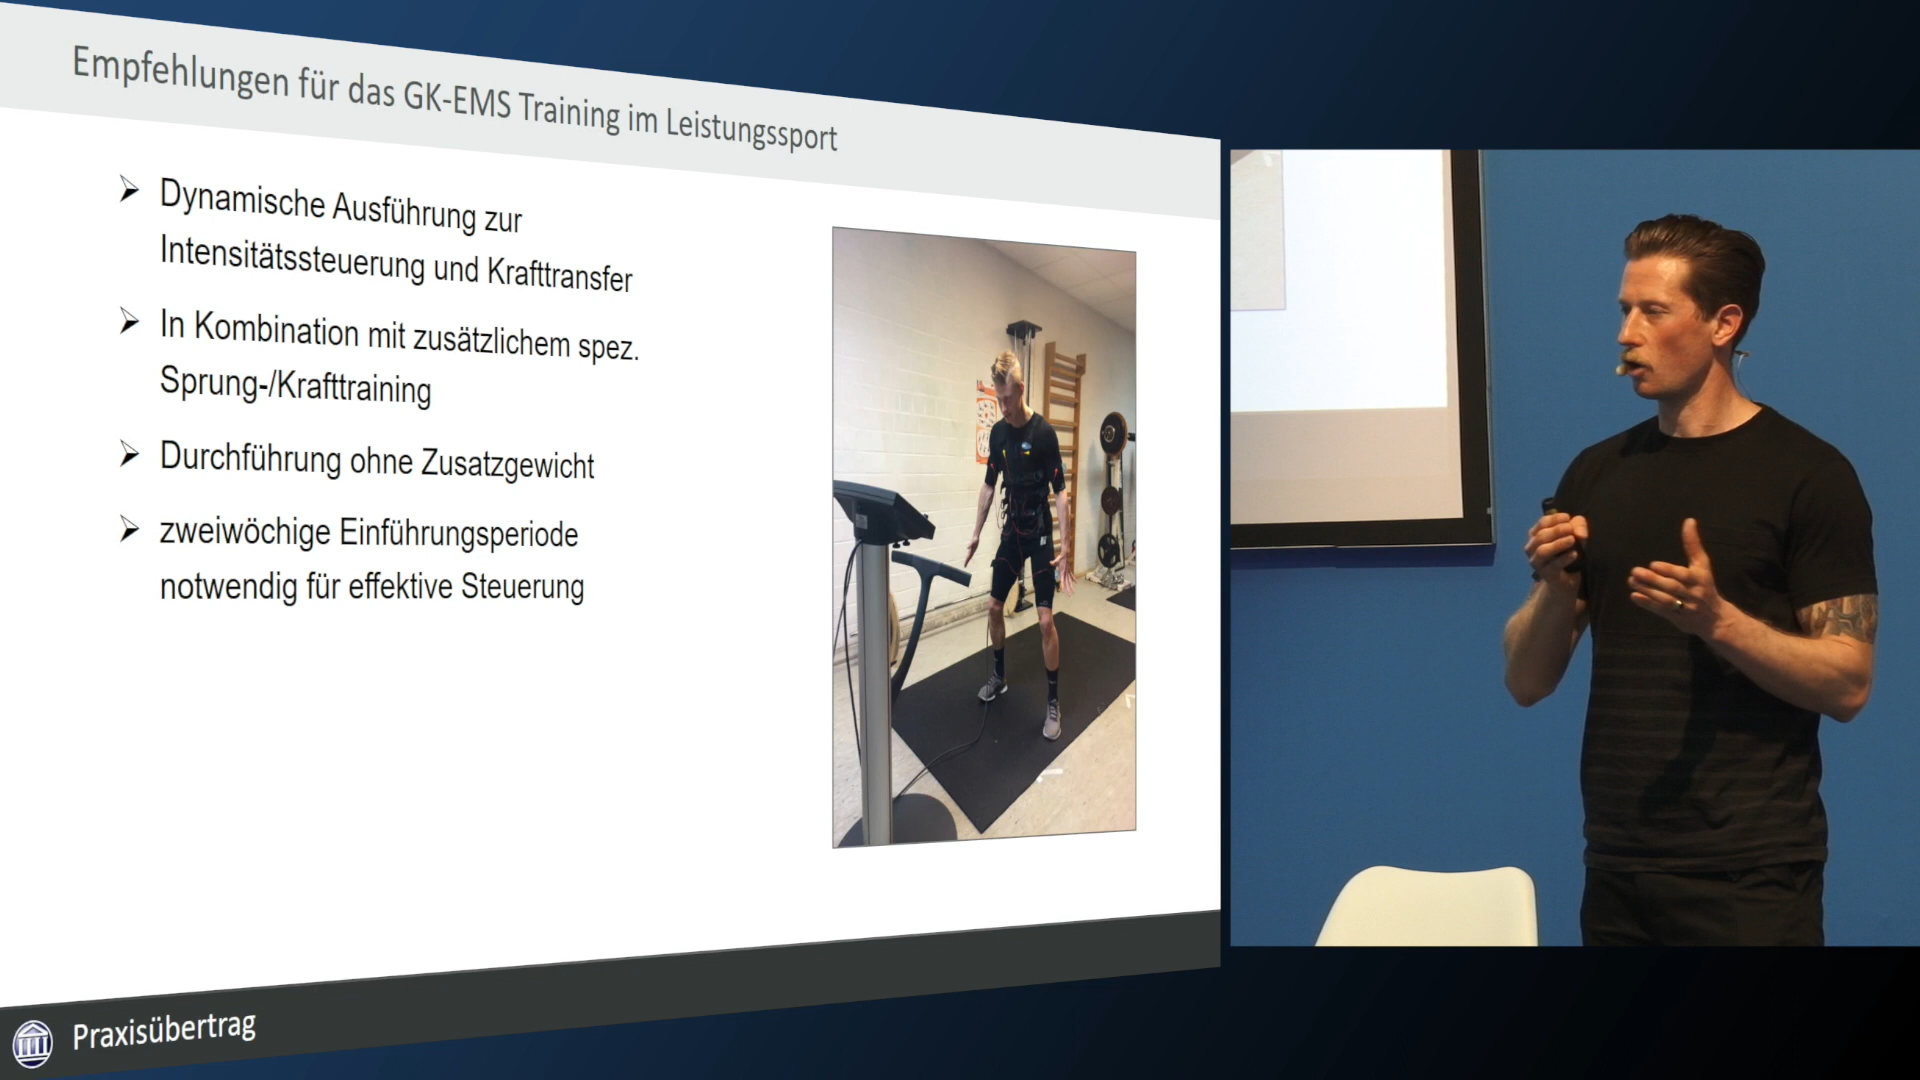 Empfehlungen für das GK-EMS Training im Leistungssport
Dynamische Ausführung zur
Intensitätssteuerung und Krafttransfer
In Kombination mit zusätzlichem spez.
Sprung-/Krafttraining
Durchführung ohne Zusatzgewicht
zweiwöchige Einführungsperiode
notwendig für effektive Steuerung
Praxisübertrag